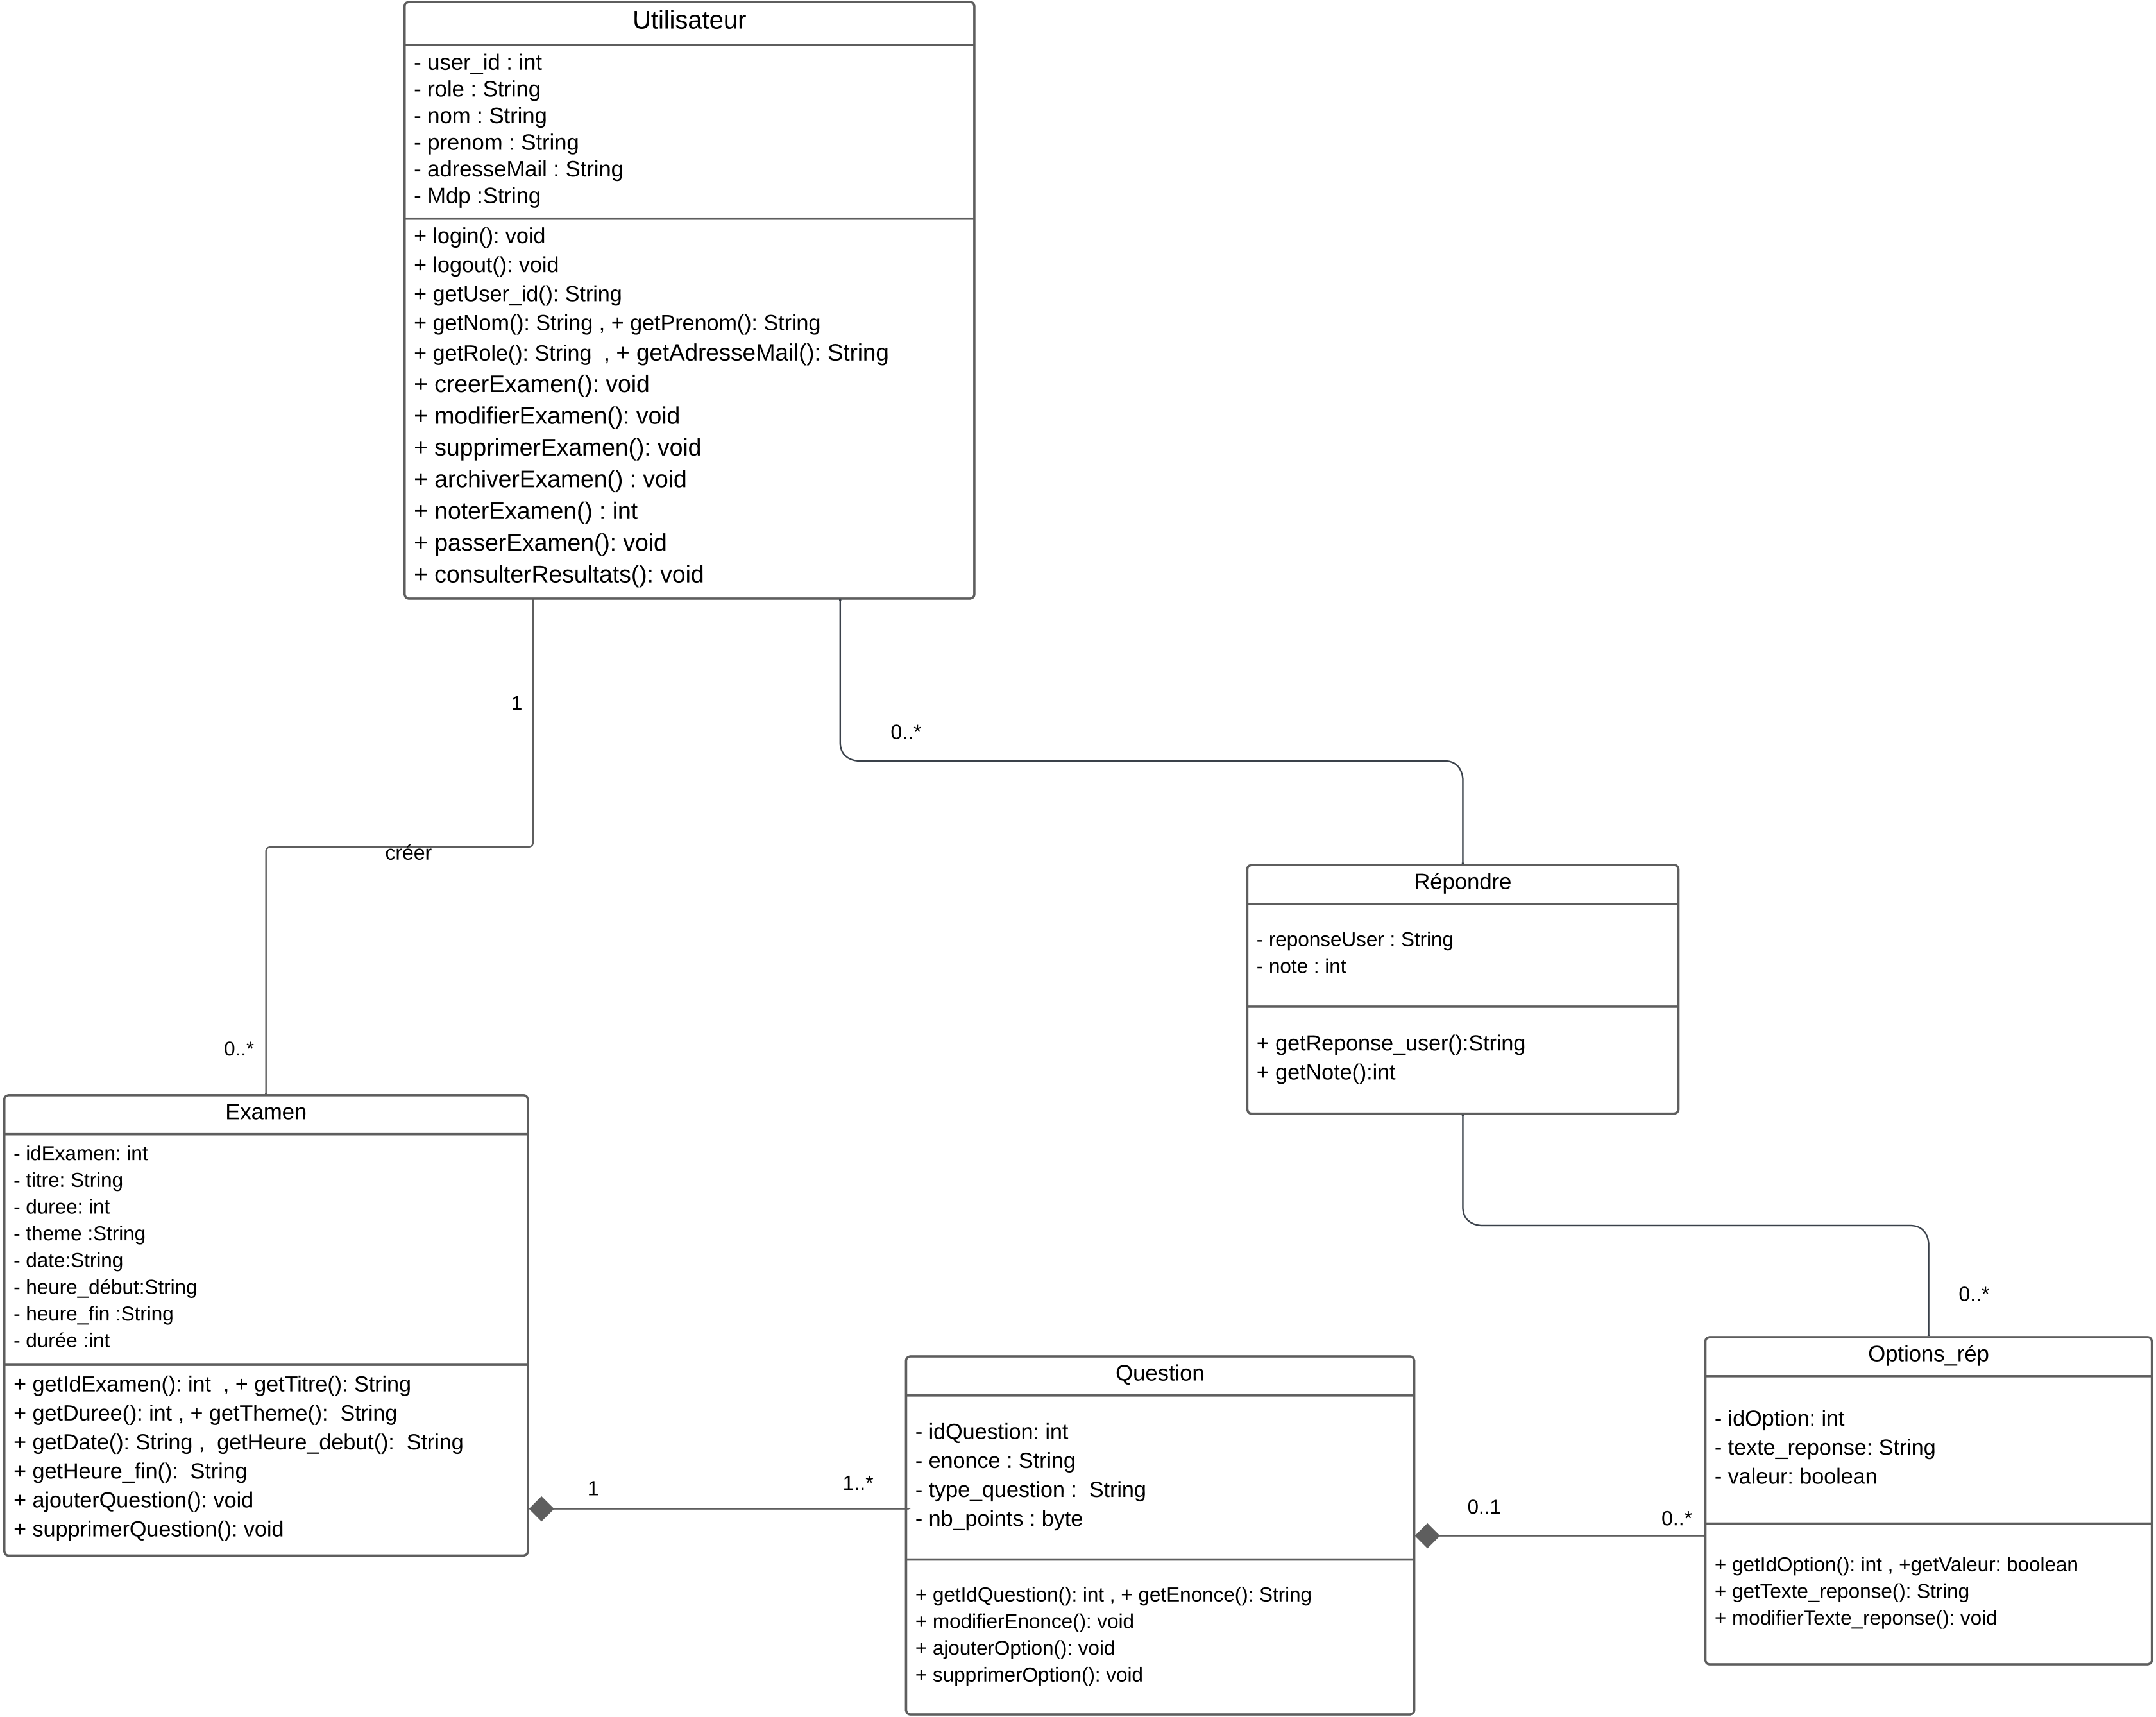 Utilisateur
- user_id : int
- role : String
- nom : String
- prenom : String
- adresseMail : String
- Mdp :String
+ login(): void
+ logout(): void
+ getUser_id(): String
+ getNom(): String , + getPrenom(): String
+ getRole(): String  , + getAdresseMail(): String
+ creerExamen(): void
+ modifierExamen(): void
+ supprimerExamen(): void
+ archiverExamen() : void
+ noterExamen() : int
+ passerExamen(): void
+ consulterResultats(): void
1
0..*
créer
0..*
Répondre
- reponseUser : String
- note : int
+ getReponse_user():String
+ getNote():int
Examen
- idExamen: int
- titre: String
- duree: int
- theme :String
- date:String
- heure_début:String
- heure_fin :String
- durée :int
+ getIdExamen(): int  , + getTitre(): String
+ getDuree(): int , + getTheme():  String
+ getDate(): String ,  getHeure_debut():  String
+ getHeure_fin():  String
+ ajouterQuestion(): void
+ supprimerQuestion(): void
1
1..*
Question
- idQuestion: int
- enonce : String
- type_question :  String
- nb_points : byte
+ getIdQuestion(): int , + getEnonce(): String
+ modifierEnonce(): void
+ ajouterOption(): void
+ supprimerOption(): void
0..1
0..*
0..*
Options_rép
- idOption: int
- texte_reponse: String
- valeur: boolean
+ getIdOption(): int , +getValeur: boolean
+ getTexte_reponse(): String
+ modifierTexte_reponse(): void